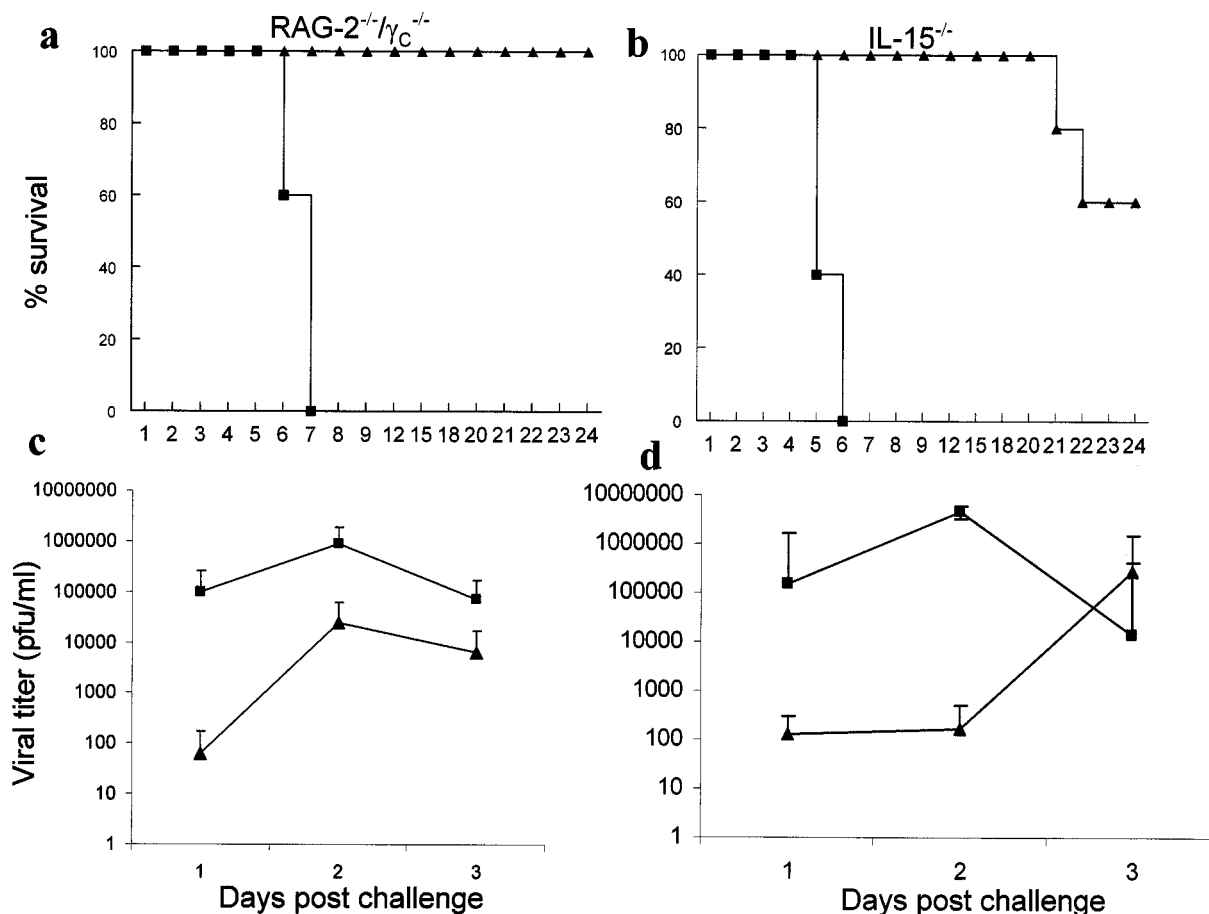 a
RAG-2-/-/γC-/-
b
IL-15-/-
% survival
100
80
60
40
20
0
1 2 3 4 5 6 7 8 9 12 15 18 20 21 22 23 24
100
80
60
40
20
0
1 2 3 4 5 6 7 8 9 12 15 18 20 21 22 23 24
c
d
Viral titer (pfu/ml)
10000000
1000000
100000
10000
1000
100
10
1
1 2 3
Days post challenge
10000000
1000000
100000
10000
1000
100
10
1
1 2 3
Days post challenge